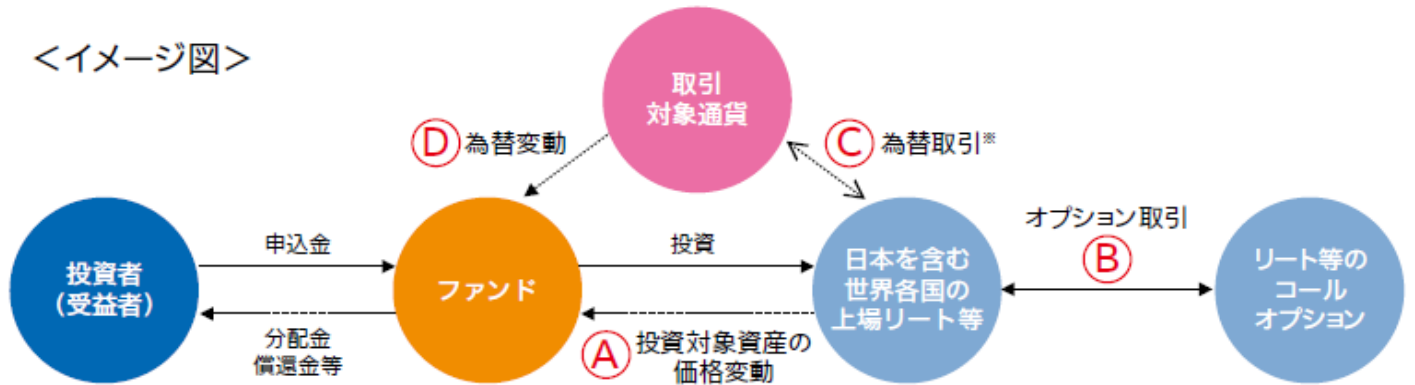 ＜イメージ図＞
取引
対象通貨
D 為替変動
C 為替取引※
投資者
（受益者）
申込金
分配金
償還金等
ファンド
投資
A 投資対象資産の
価格変動
日本を含む
世界各国の
上場リート等
オプション取引
B
リート等の
コール
オプション